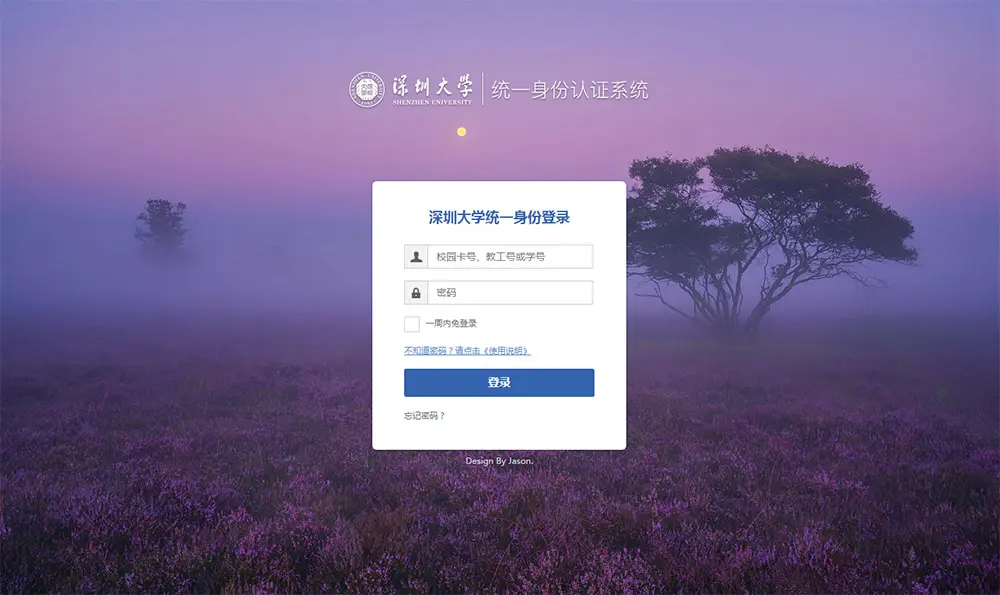 深圳大学
SHENZHEN UNIVERSITY
统一身份认证系统
深圳大学统一身份登录
校园卡号、教工号或学号
密码
一周内免登录
不知道密码？请点击《使用说明》
登录
忘记密码？
Design By Jason.